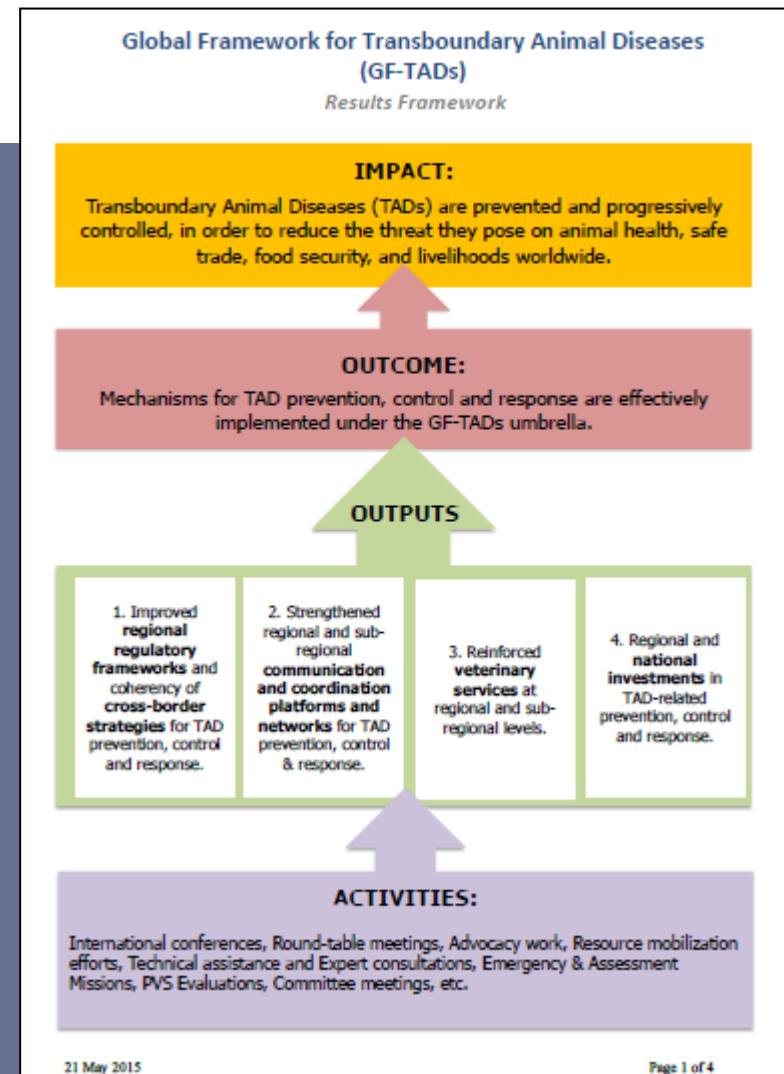 Global Framework for Transboundary Animal Diseases
(GF-TADs)
Results Framework
IMPACT:
Transboundary Animal Diseases (TADs) are prevented and progressively
controlled, in order to reduce the threat they pose on animal health, safe
trade, food security, and livelihoods worldwide.
OUTCOME:
Mechanisms for TAD prevention, control and response are effectively
implemented under the GF-TADs umbrella.
OUTPUTS
1. Improved
regional
regulatory
frameworks and
coherency of
cross-border
strategies for TAD
prevention, control
and response.
2. Strengthened
regional and sub-
regional
communication
and coordination
platforms and
networks for TAD
prevention, control
& response.
3. Reinforced
veterinary
services at
regional and sub-
regional levels.
4. Regional and
national
investments in
TAD-related
prevention, control
and response.
ACTIVITIES:
International conferences, Round-table meetings, Advocacy work, Resource mobilization
efforts, Technical assistance and Expert consultations, Emergency & Assessment
Missions, PVS Evaluations, Committee meetings, etc.
21 May 2015
Page 1 of 4